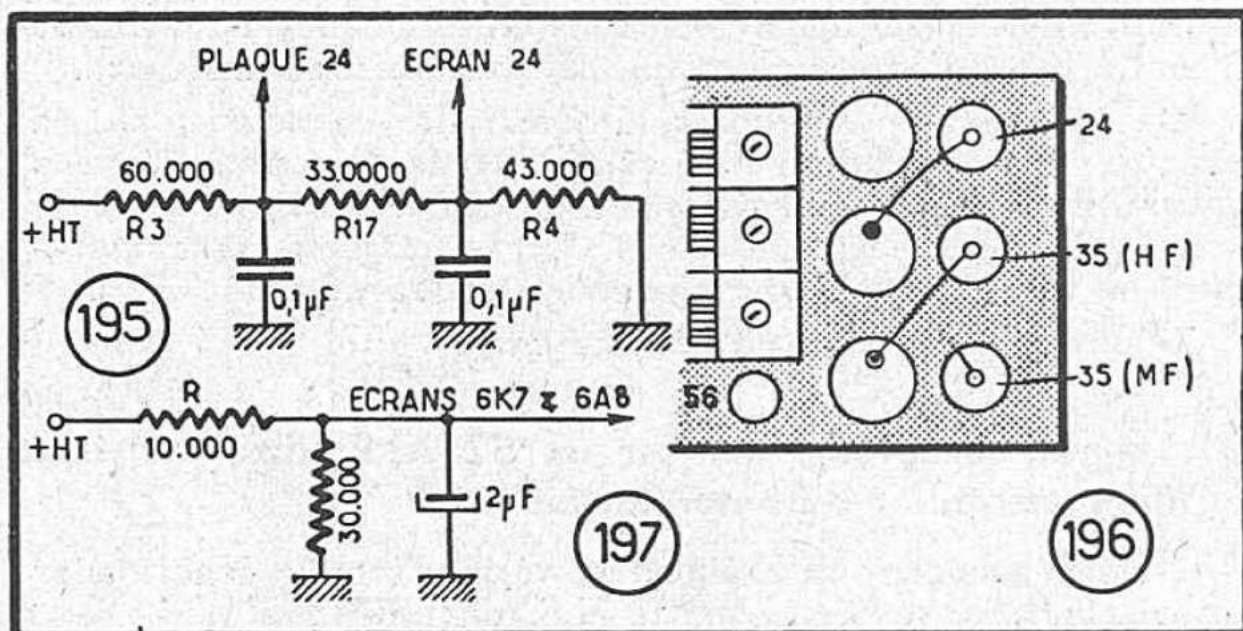 PLAQUE 24
ECRAN 24
60.000
33.0000
43.000
+HT
R3
R17
R4
0,1µF
0,1µF
195
R
ECRANS 6K7 & 6A8
+HT
10.000
30.000
2µF
197
24
35 (HF)
35 (MF)
56
196